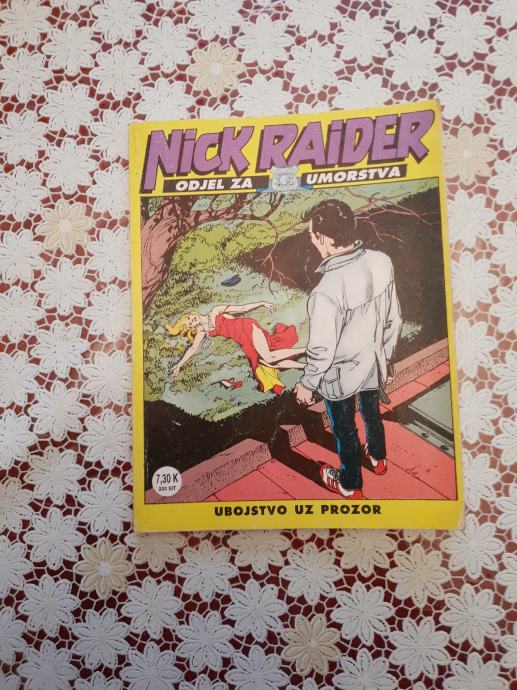 NICK RAIDER
ODJEL ZA UMORSTVA
7,30 K
220 SIT
UBOJSTVO UZ PROZOR